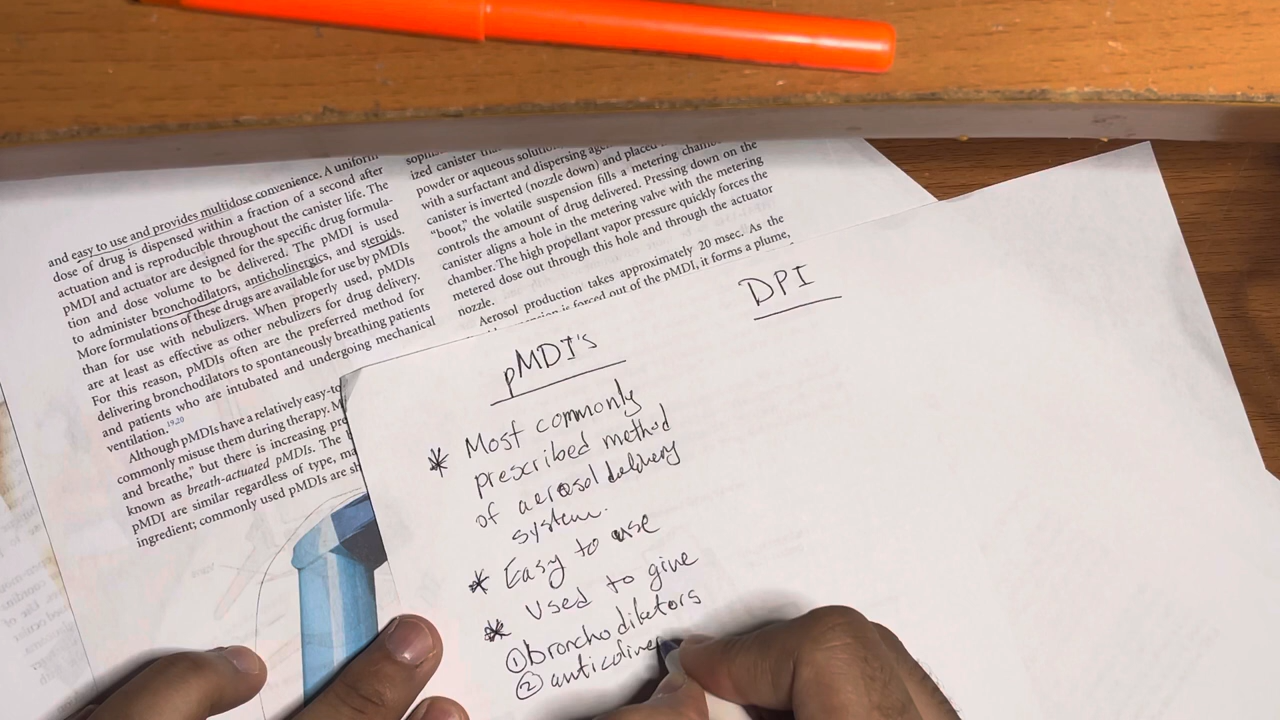 and easy to use and provides multidose convenience. A uniform
dose of drug is dispensed within a fraction of a second after
actuation and is reproducible throughout the canister life. The
pMDI and actuator are designed for the specific drug formula-
tion and dose volume to be delivered. The pMDI is used
to administer bronchodilators, anticholinergics, and steroids.
More formulations of these drugs are available for use by pMDIs
than for use with nebulizers. When properly used, pMDIs
are at least as effective as other nebulizers for drug delivery.
For this reason, pMDIs often are the preferred method for
delivering bronchodilators to spontaneously breathing patients
and patients who are intubated and undergoing mechanical
ventilation.19,20
Although pMDIs have a relatively easy-to
commonly misuse them during therapy.
and breathe,” but there is increasing
known as breath-actuated pMDIs. The
pMDI are similar regardless of type,
ingredient; commonly used pMDIs are
ized canister
powder or aqueous
with a surfactant and dispersing
canister is inverted (nozzle down) and placed
“boot,” the volatile suspension fills a metering
controls the amount of drug delivered. Pressing down on the
canister aligns a hole in the metering valve with the metering
chamber. The high propellant vapor pressure quickly forces the
metered dose out through this hole and through the actuator
nozzle.
Aerosol production takes approximately 20 msec. As the
is forced out of the pMDI, it forms a plume,
pMDI's
* Most commonly
prescribed method
of aerosol delivery
system.
* Easy to use
* Used to give
① bronchodilators
② anticoline
DPI